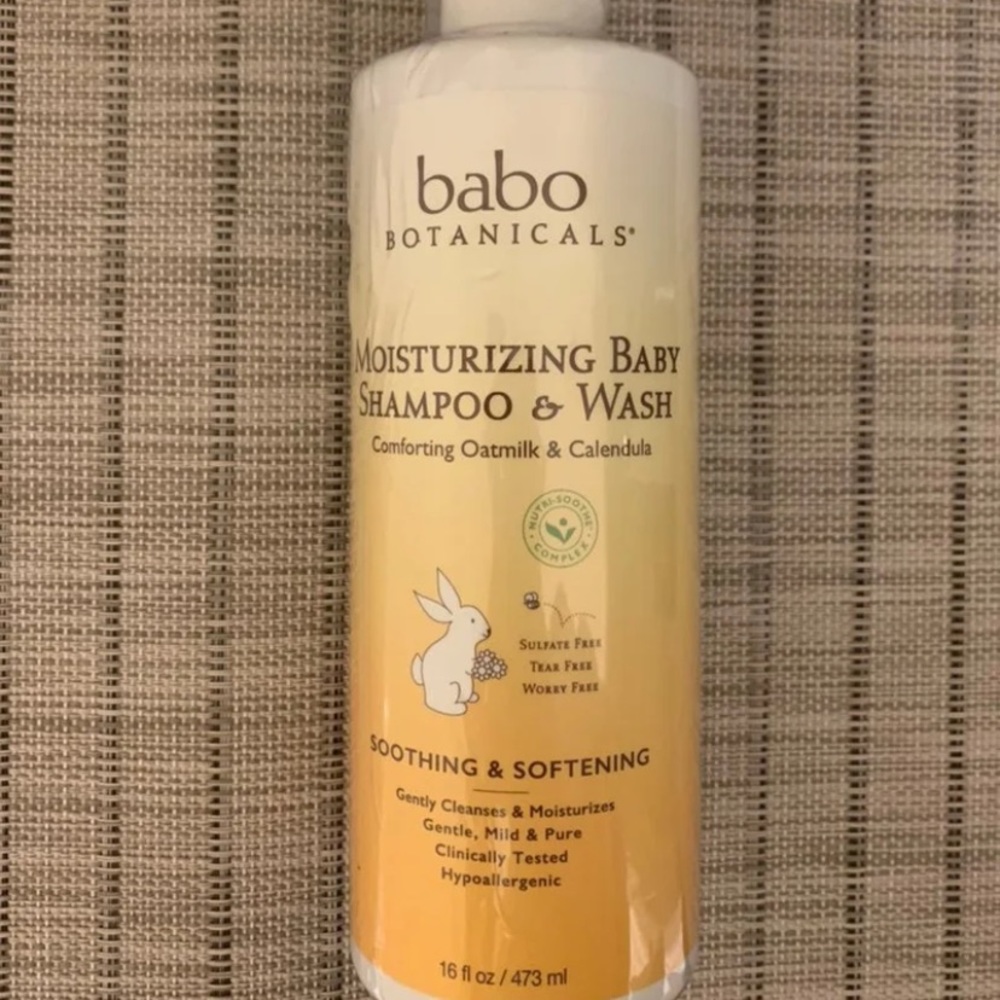 babo
BOTANICALS®
MOISTURIZING BABY
SHAMPOO & WASH
Comforting Oatmilk & Calendula
NUTRI-SOOTHE
COMPLEX
SULFATE FREE
TEAR FREE
WORRY FREE
SOOTHING & SOFTENING
Gently Cleanses & Moisturizes
Gentle, Mild & Pure
Clinically Tested
Hypoallergenic
16 fl oz / 473 ml